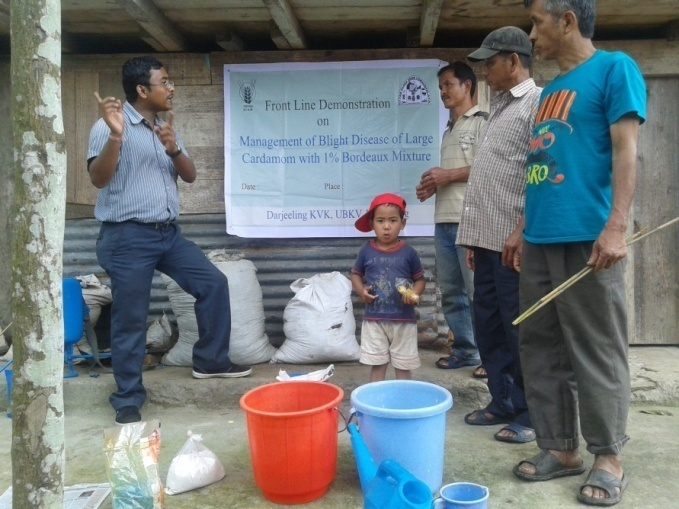 Front Line Demonstration
on
Management of Blight Disease of Large
Cardamom with 1% Bordeaux Mixture
Date : Place :
Darjeeling KVK, UBKV
BRO